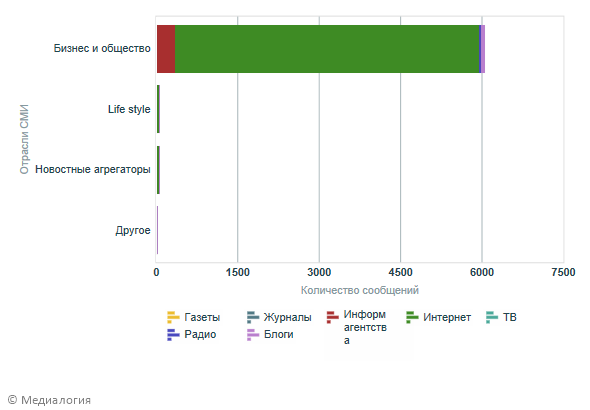 Отрасли СМИ
Бизнес и общество
Life style
Новостные агрегаторы
Другое
0 1500 3000 4500 6000 7500
Количество сообщений
Газеты Журналы Информ Интернет ТВ
агентств
а
Радио Блоги
© Медиалогия